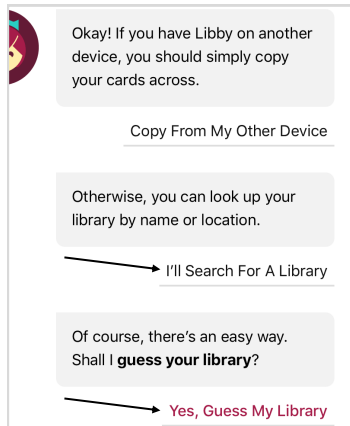 Okay! If you have Libby on another
device, you should simply copy
your cards across.
Copy From My Other Device
Otherwise, you can look up your
library by name or location.
I’ll Search For A Library
Of course, there’s an easy way.
Shall I guess your library?
Yes, Guess My Library